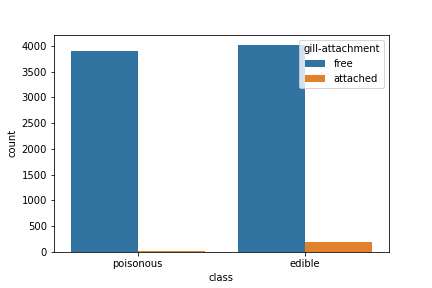 4000
3500
3000
2500
2000
1500
1000
500
0
count
poisonous
edible
class
gill-attachment
free
attached